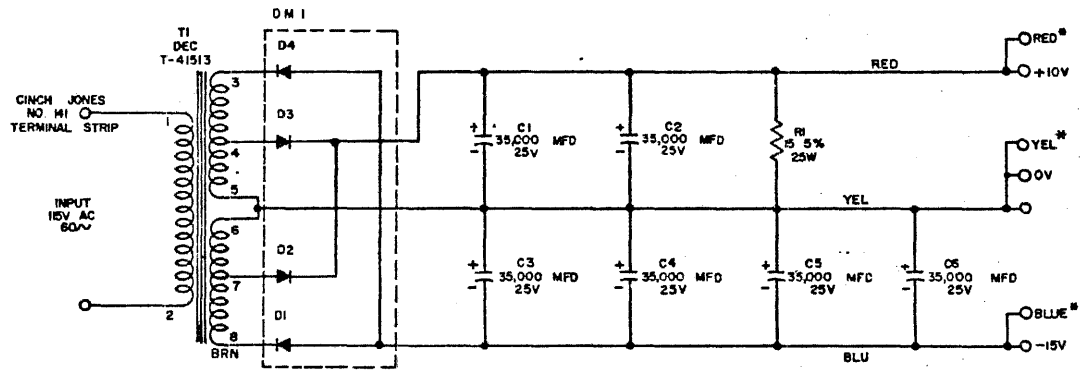 DM1
T1
DEC
T-41513
CINCH JONES
NO. 141
TERMINAL STRIP
INPUT
115V AC
60~
1
2
3
4
5
6
7
8
BRN
D4
D3
D2
D1
C1
35,000 MFD
25V
C2
35,000 MFD
25V
R1
15 5%
25W
C3
35,000 MFD
25V
C4
35,000 MFD
25V
C5
35,000 MFD
25V
C6
35,000 MFD
25V
RED
YEL
BLU
RED*
+10V
YEL*
0V
BLUE*
-15V